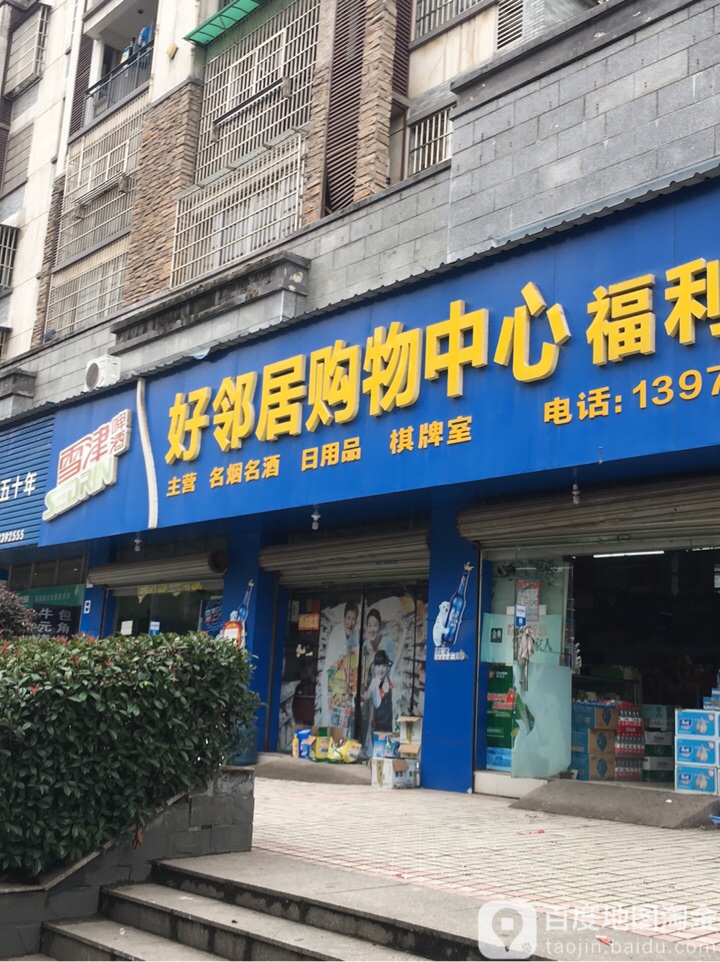 好邻居购物中心 福利
主营 名烟名酒 日用品 棋牌室 电话:1397
雪津啤酒
SEDRIN
五十年
392555
百度地图淘金
taojin.baidu.com